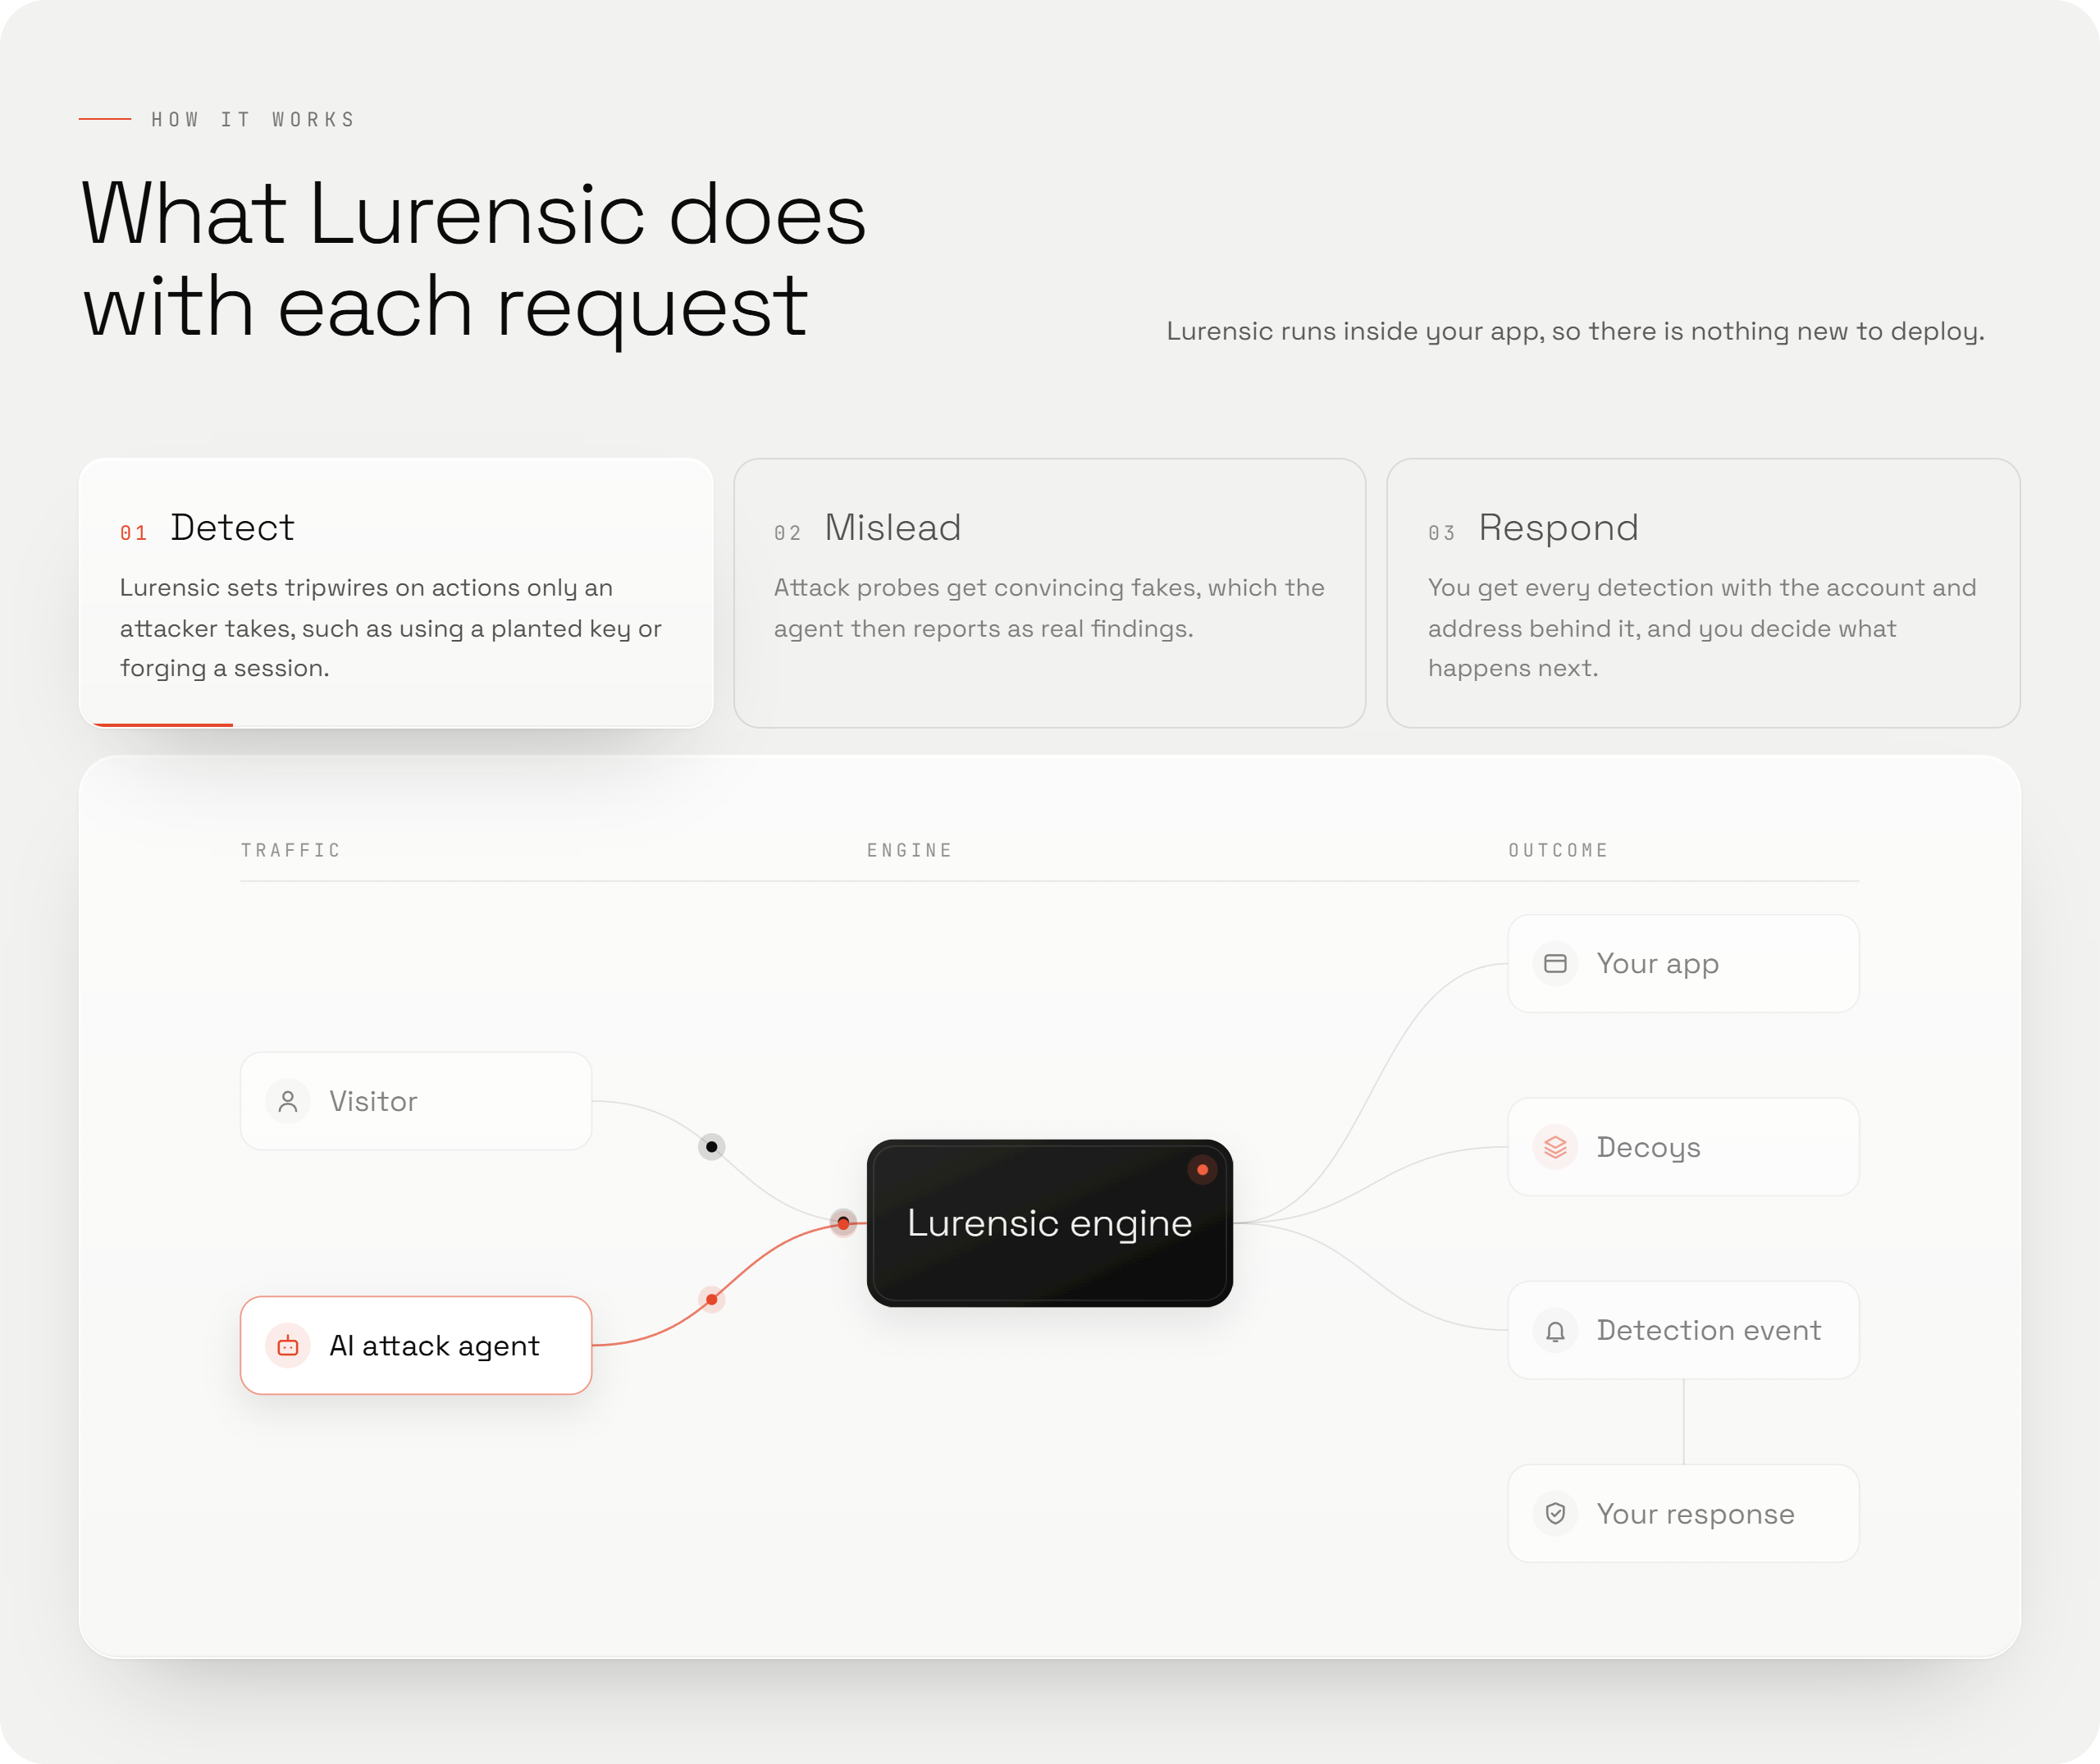 HOW IT WORKS
What Lurensic does
with each request
Lurensic runs inside your app, so there is nothing new to deploy.
01 Detect
Lurensic sets tripwires on actions only an
attacker takes, such as using a planted key or
forging a session.
02 Mislead
Attack probes get convincing fakes, which the
agent then reports as real findings.
03 Respond
You get every detection with the account and
address behind it, and you decide what
happens next.
TRAFFIC
ENGINE
OUTCOME
Visitor
AI attack agent
Lurensic engine
Your app
Decoys
Detection event
Your response